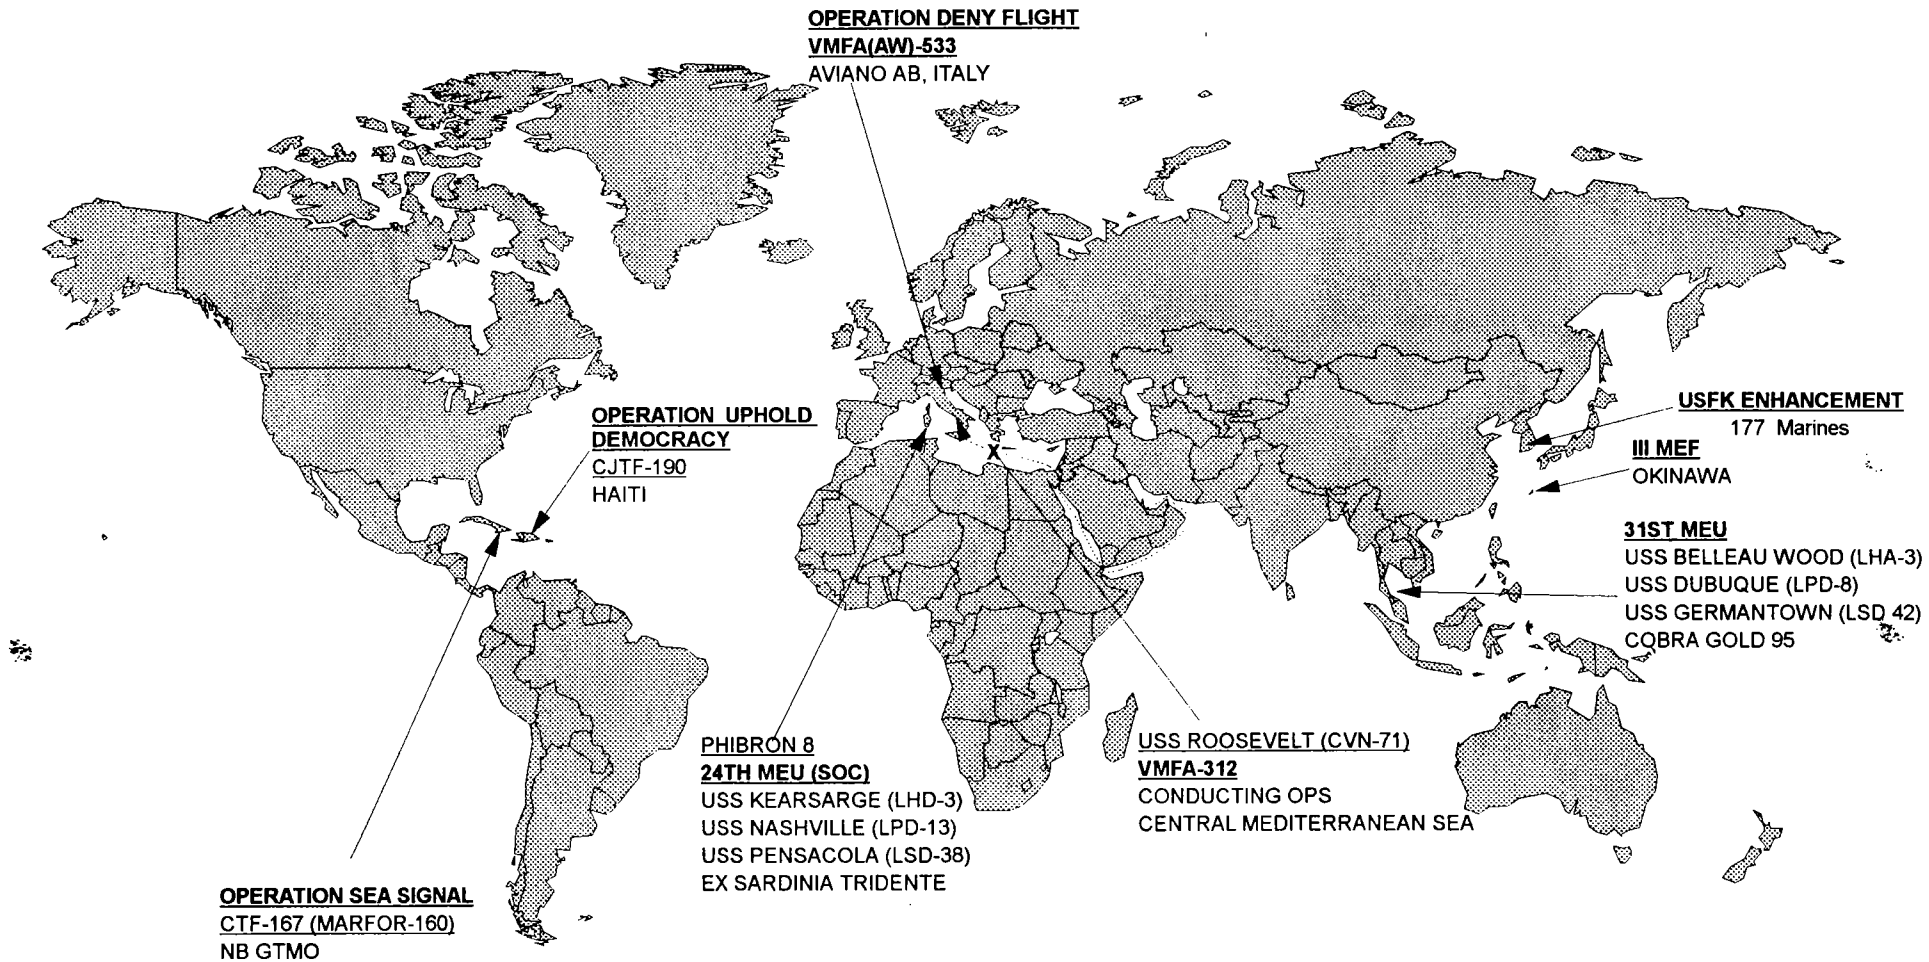 OPERATION DENY FLIGHT
VMFA(AW)-533
AVIANO AB, ITALY
OPERATION UPHOLD
DEMOCRACY
CJTF-190
HAITI
USFK ENHANCEMENT
177 Marines
III MEF
OKINAWA
31ST MEU
USS BELLEAU WOOD (LHA-3)
USS DUBUQUE (LPD-8)
USS GERMANTOWN (LSD 42)
COBRA GOLD 95
X
PHIBRON 8
24TH MEU (SOC)
USS KEARSARGE (LHD-3)
USS NASHVILLE (LPD-13)
USS PENSACOLA (LSD-38)
EX SARDINIA TRIDENTE
USS ROOSEVELT (CVN-71)
VMFA-312
CONDUCTING OPS
CENTRAL MEDITERRANEAN SEA
OPERATION SEA SIGNAL
CTF-167 (MARFOR-160)
NB GTMO